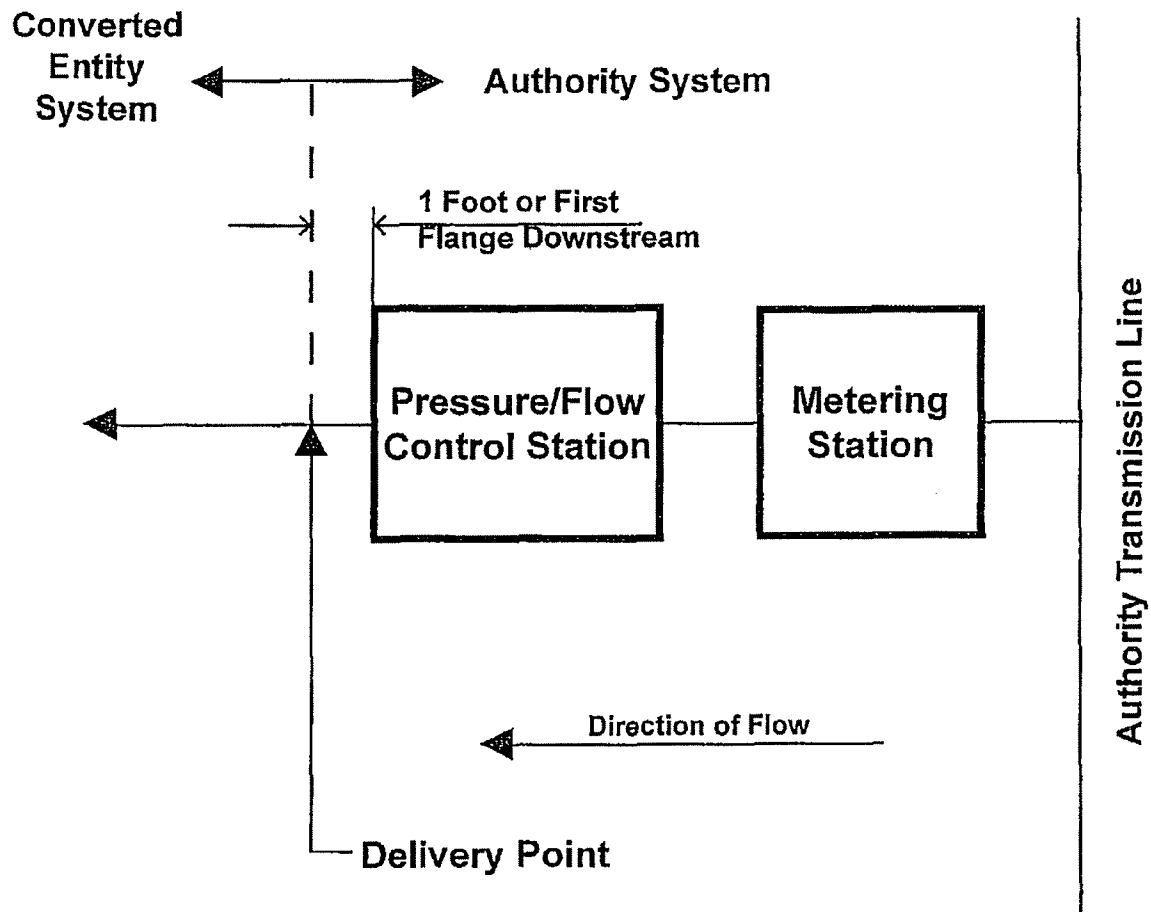 Converted
Entity
System
Authority System
1 Foot or First
Flange Downstream
Pressure/Flow
Control Station
Metering
Station
Authority Transmission Line
Direction of Flow
Delivery Point